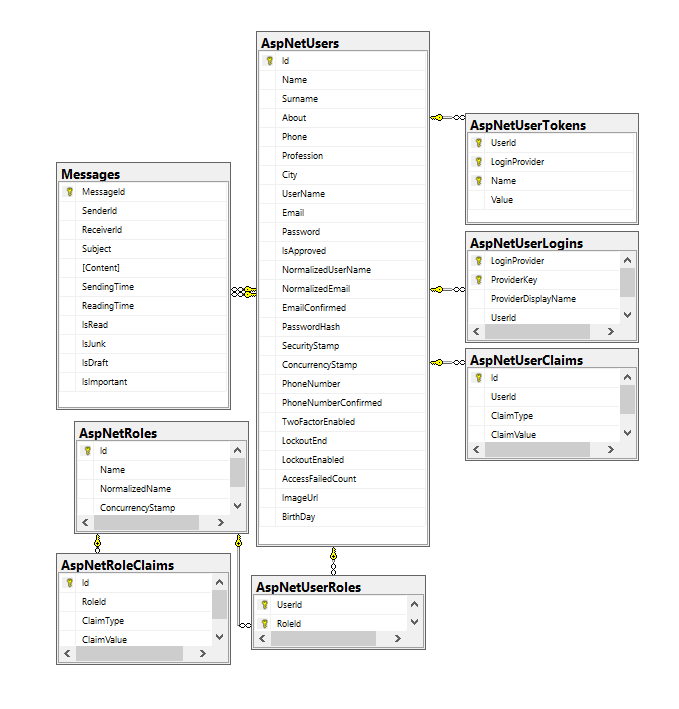 AspNetUsers
Id
Name
Surname
About
Phone
Profession
City
UserName
Email
Password
IsApproved
NormalizedUserName
NormalizedEmail
EmailConfirmed
PasswordHash
SecurityStamp
ConcurrencyStamp
PhoneNumber
PhoneNumberConfirmed
TwoFactorEnabled
LockoutEnd
LockoutEnabled
AccessFailedCount
ImageUrl
BirthDay
AspNetUserTokens
UserId
LoginProvider
Name
Value
Messages
MessageId
SenderId
ReceiverId
Subject
[Content]
SendingTime
ReadingTime
IsRead
IsJunk
IsDraft
IsImportant
AspNetUserLogins
LoginProvider
ProviderKey
ProviderDisplayName
UserId
AspNetUserClaims
Id
UserId
ClaimType
ClaimValue
AspNetRoles
Id
Name
NormalizedName
ConcurrencyStamp
AspNetRoleClaims
Id
RoleId
ClaimType
ClaimValue
AspNetUserRoles
UserId
RoleId